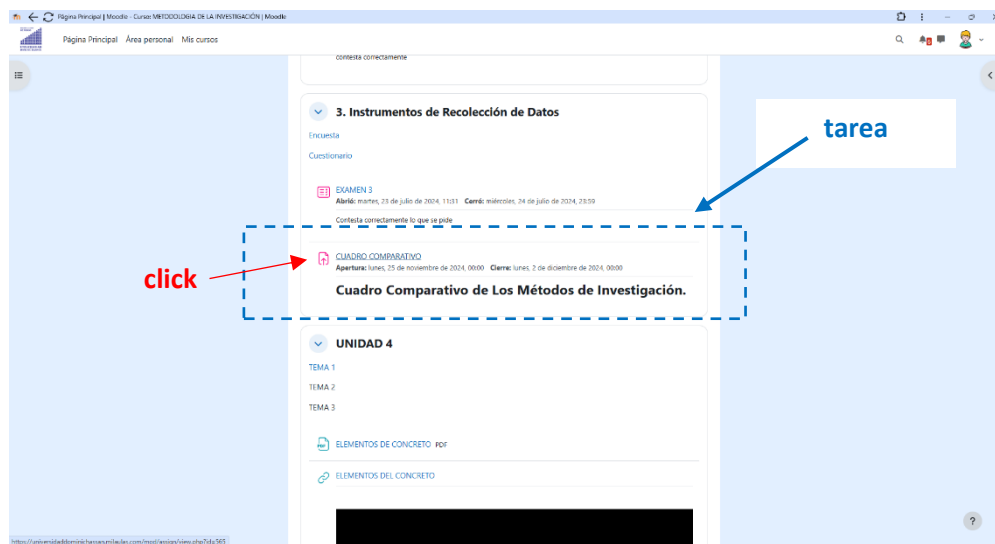 Página Principal | Moodle - Curso: METODOLOGIA DE LA INVESTIGACIÓN | Moodle
Página Principal Área personal Mis cursos
contesta correctamente
3. Instrumentos de Recolección de Datos
tarea
Encuesta
Cuestionario
EXAMEN 3
Abrió: martes, 23 de julio de 2024, 11:31 Cerró: miércoles, 24 de julio de 2024, 23:59
Contesta correctamente lo que se pide
CUADRO COMPARATIVO
Apertura: lunes, 25 de noviembre de 2024, 00:00 Cierre: lunes, 2 de diciembre de 2024, 00:00
click
Cuadro Comparativo de Los Métodos de Investigación.
UNIDAD 4
TEMA 1
TEMA 2
TEMA 3
ELEMENTOS DE CONCRETO PDF
ELEMENTOS DEL CONCRETO
?